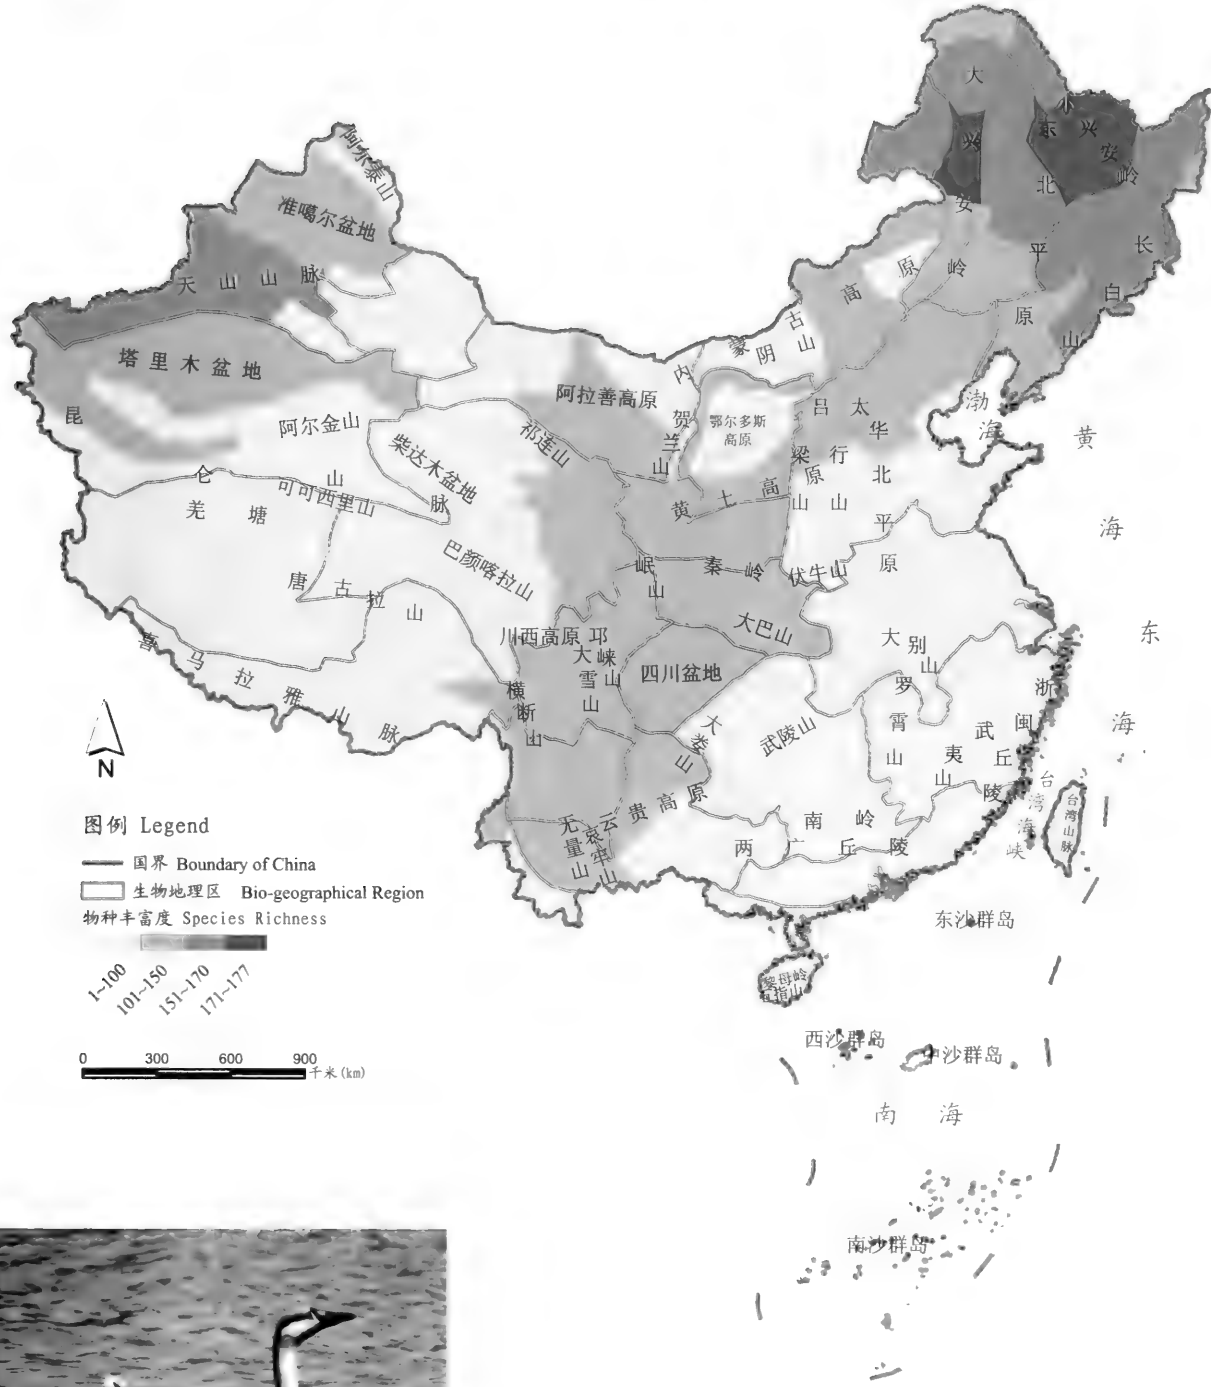 阿尔泰山
准噶尔盆地
天山山脉
塔里木盆地
昆仑山脉
阿尔金山
柴达木盆地
祁连山
阿拉善高原
可可西里山
羌塘
巴颜喀拉山
唐古拉山
喜马拉雅山脉
大兴安岭
小兴安岭
东北平原
长白山
内蒙古高原
阴山
贺兰山
鄂尔多斯
高原
吕梁山
太行山
华北平原
黄土高原
渤海
黄海
东海
岷山
秦岭
伏牛山
大巴山
川西高原
邛崃山
大雪山
四川盆地
横断山
大别山
罗霄山
武夷山
浙闽丘陵
武陵山
大娄山
云贵高原
无量山
哀牢山
南岭
两广丘陵
台湾海峡
台湾山脉
东沙群岛
黎母岭
五指山
西沙群岛
中沙群岛
南海
南沙群岛
N
图例 Legend
国界 Boundary of China
生物地理区 Bio-geographical Region
物种丰富度 Species Richness
1~100
101~150
151~170
171~177
0 300 600 900
千米(km)